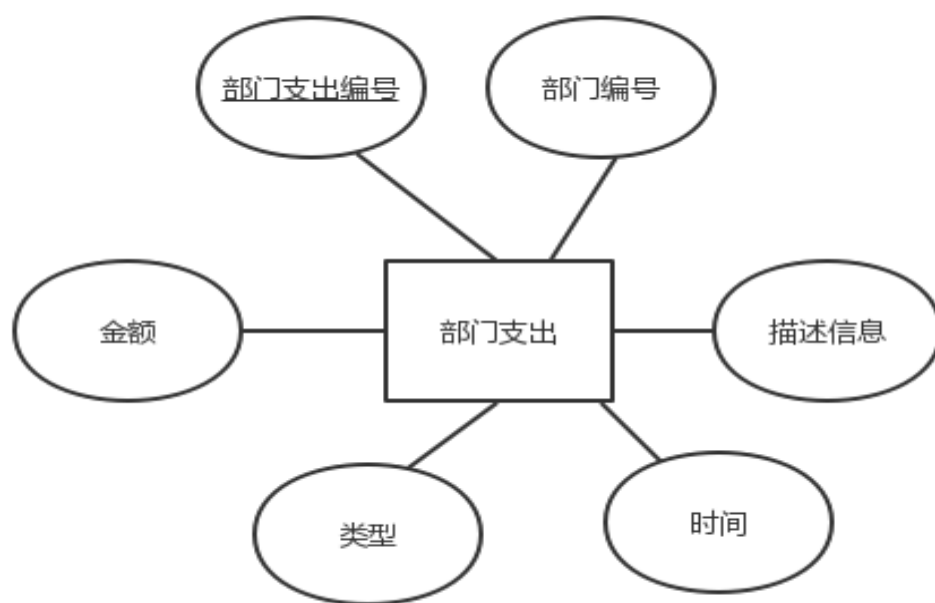 部门支出编号
部门编号
金额
部门支出
描述信息
类型
时间